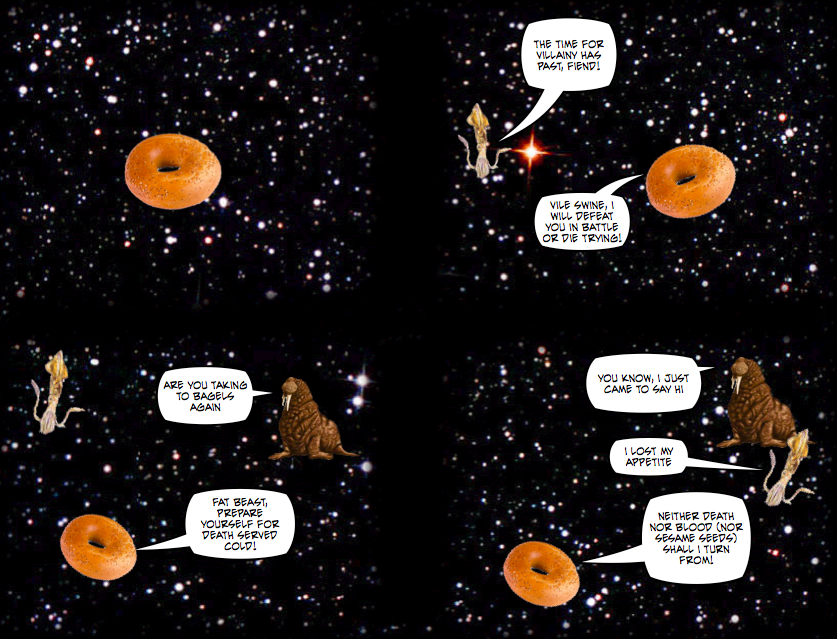 THE TIME FOR
VILLAINY HAS
PAST, FIEND!
VILE SWINE, I
WILL DEFEAT
YOU IN BATTLE
OR DIE TRYING!
ARE YOU TAKING
TO BAGELS
AGAIN
FAT BEAST,
PREPARE
YOURSELF FOR
DEATH SERVED
COLD!
YOU KNOW, I JUST
CAME TO SAY HI
I LOST MY
APPETITE
NEITHER DEATH
NOR BLOOD (NOR
SESAME SEEDS)
SHALL I TURN
FROM!